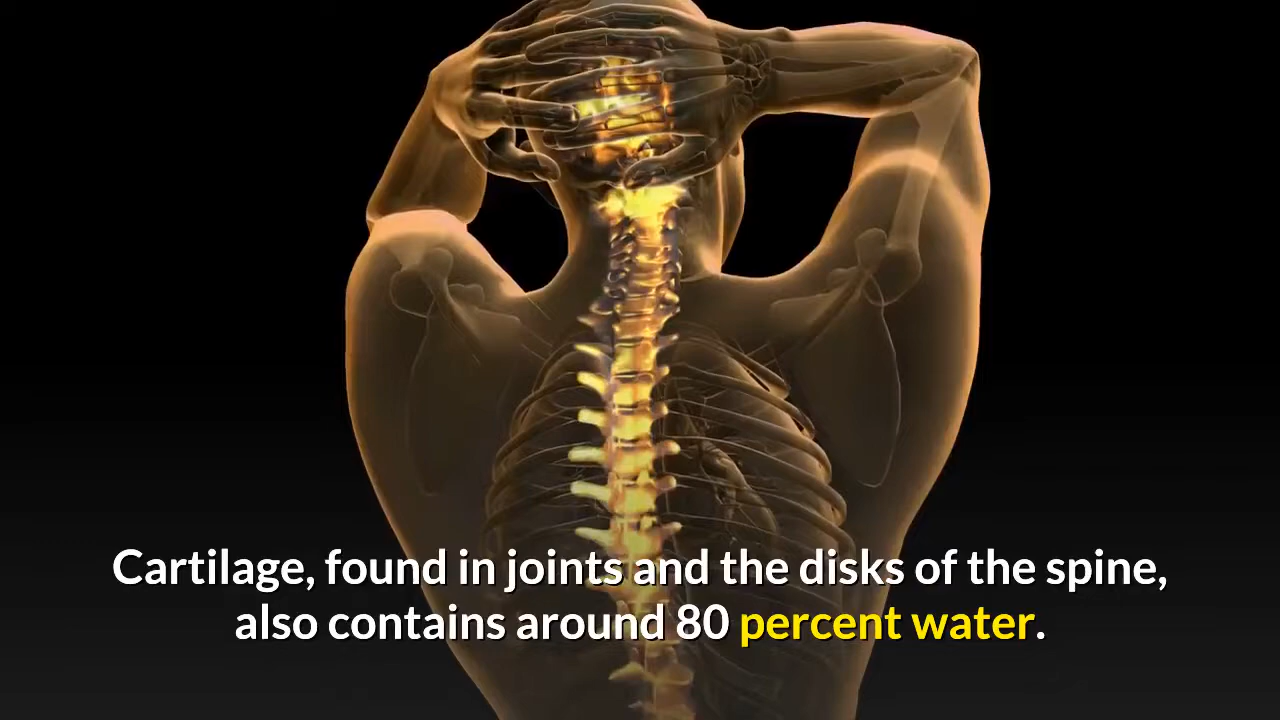 Cartilage, found in joints and the disks of the spine,
also contains around 80 percent water.